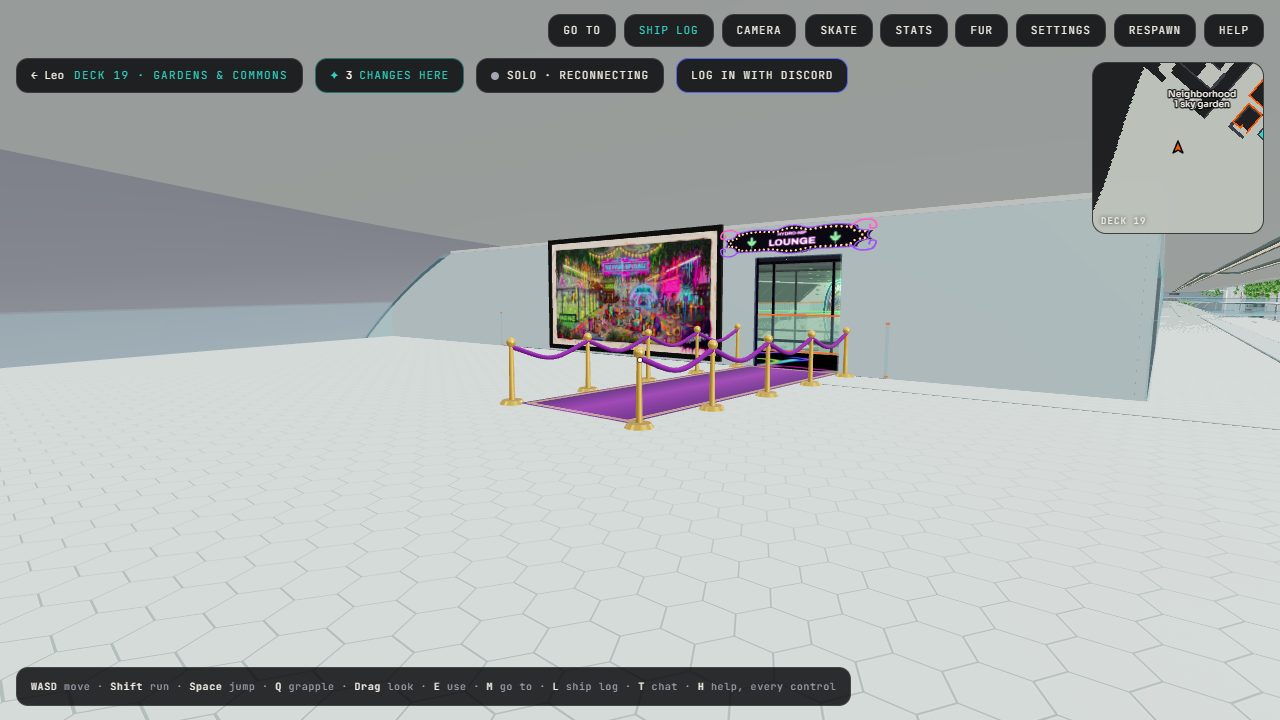 GO TO
SHIP LOG
CAMERA
SKATE
STATS
FUR
SETTINGS
RESPAWN
HELP
← Leo DECK 19 · GARDENS & COMMONS
✦ 3 CHANGES HERE
SOLO · RECONNECTING
LOG IN WITH DISCORD
Neighborhood
1 sky garden
DECK 19
LOUNGE
WASD move · Shift run · Space jump · Q grapple · Drag look · E use · M go to · L ship log · T chat · H help, every control